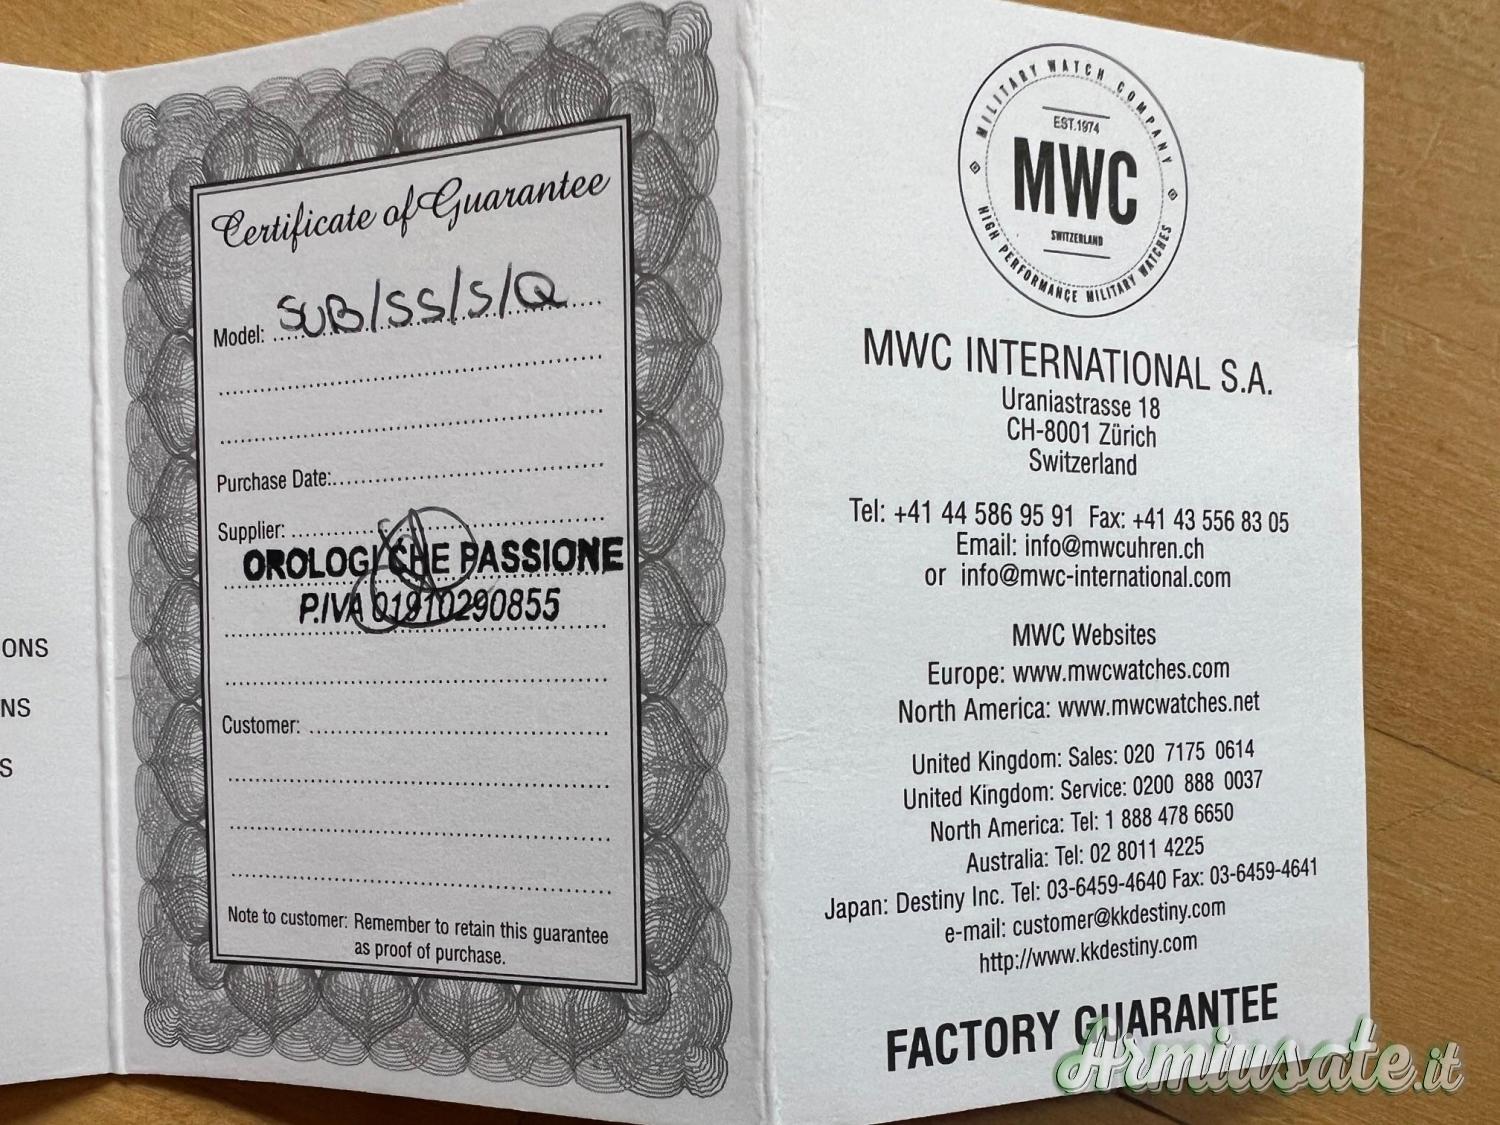 ONS
NS
S
Certificate of Guarantee
Model: SUB/SS/S/Q
Purchase Date:
Supplier:
OROLOGI CHE PASSIONE
P.IVA 01910290855
Customer:
Note to customer: Remember to retain this guarantee
as proof of purchase.
MILITARY WATCH COMPANY
EST.1974
MWC
SWITZERLAND
HIGH PERFORMANCE MILITARY WATCHES
MWC INTERNATIONAL S.A.
Uraniastrasse 18
CH-8001 Zürich
Switzerland
Tel: +41 44 586 95 91 Fax: +41 43 556 83 05
Email: info@mwcuhren.ch
or info@mwc-international.com
MWC Websites
Europe: www.mwcwatches.com
North America: www.mwcwatches.net
United Kingdom: Sales: 020 7175 0614
United Kingdom: Service: 0200 888 0037
North America: Tel: 1 888 478 6650
Australia: Tel: 02 8011 4225
Japan: Destiny Inc. Tel: 03-6459-4640 Fax: 03-6459-4641
e-mail: customer@kkdestiny.com
http://www.kkdestiny.com
FACTORY GUARANTEE
Armiusate.it